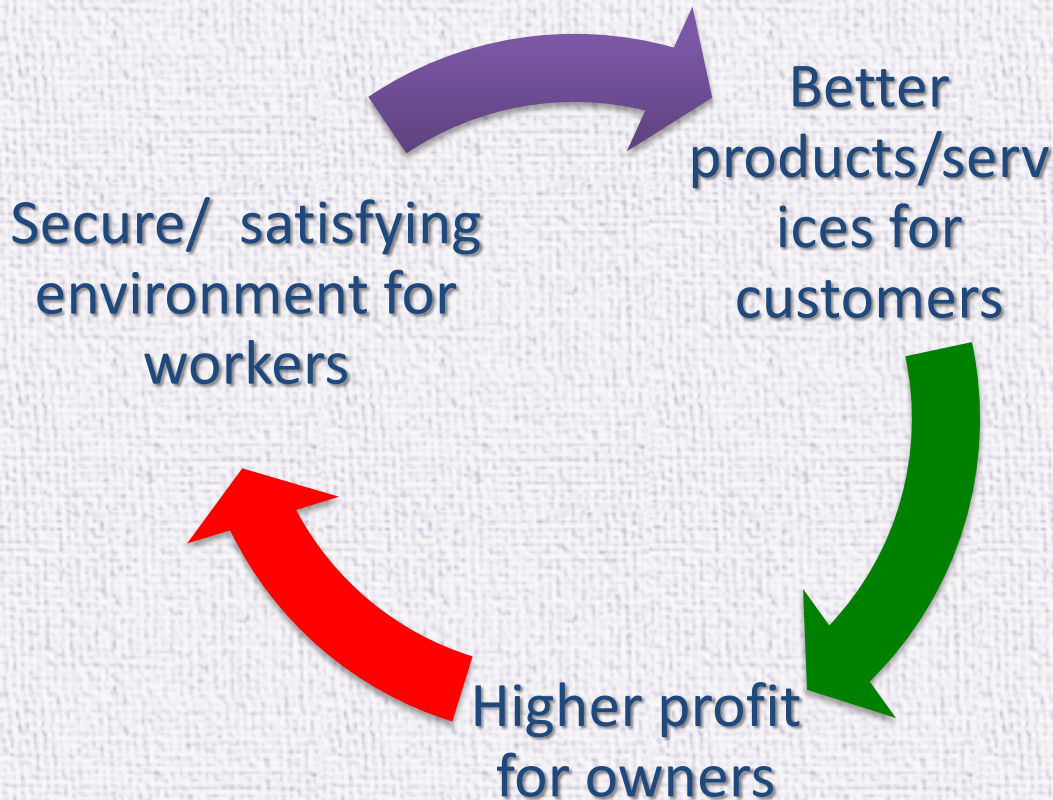 Secure/  satisfying
environment for
workers
Better
products/serv
ices for
customers
Higher profit
for owners